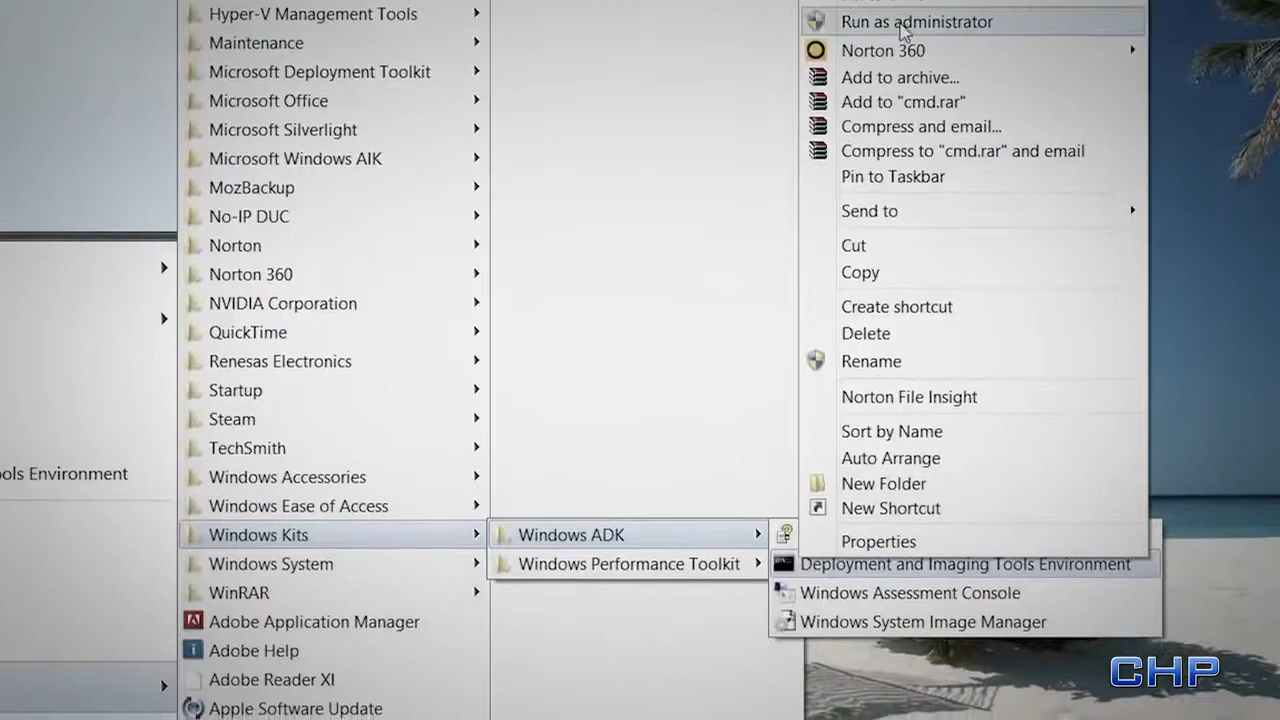 Hyper-V Management Tools
Maintenance
Microsoft Deployment Toolkit
Microsoft Office
Microsoft Silverlight
Microsoft Windows AIK
MozBackup
No-IP DUC
Norton
Norton 360
NVIDIA Corporation
QuickTime
Renesas Electronics
Startup
Steam
TechSmith
Windows Accessories
Windows Ease of Access
Windows Kits
Windows System
WinRAR
Adobe Application Manager
Adobe Help
Adobe Reader XI
Apple Software Update
ools Environment
Windows ADK
Windows Performance Toolkit
Run as administrator
Norton 360
Add to archive...
Add to "cmd.rar"
Compress and email...
Compress to "cmd.rar" and email
Pin to Taskbar
Send to
Cut
Copy
Create shortcut
Delete
Rename
Norton File Insight
Sort by Name
Auto Arrange
New Folder
New Shortcut
Properties
Deployment and Imaging Tools Environment
Windows Assessment Console
Windows System Image Manager
CHP